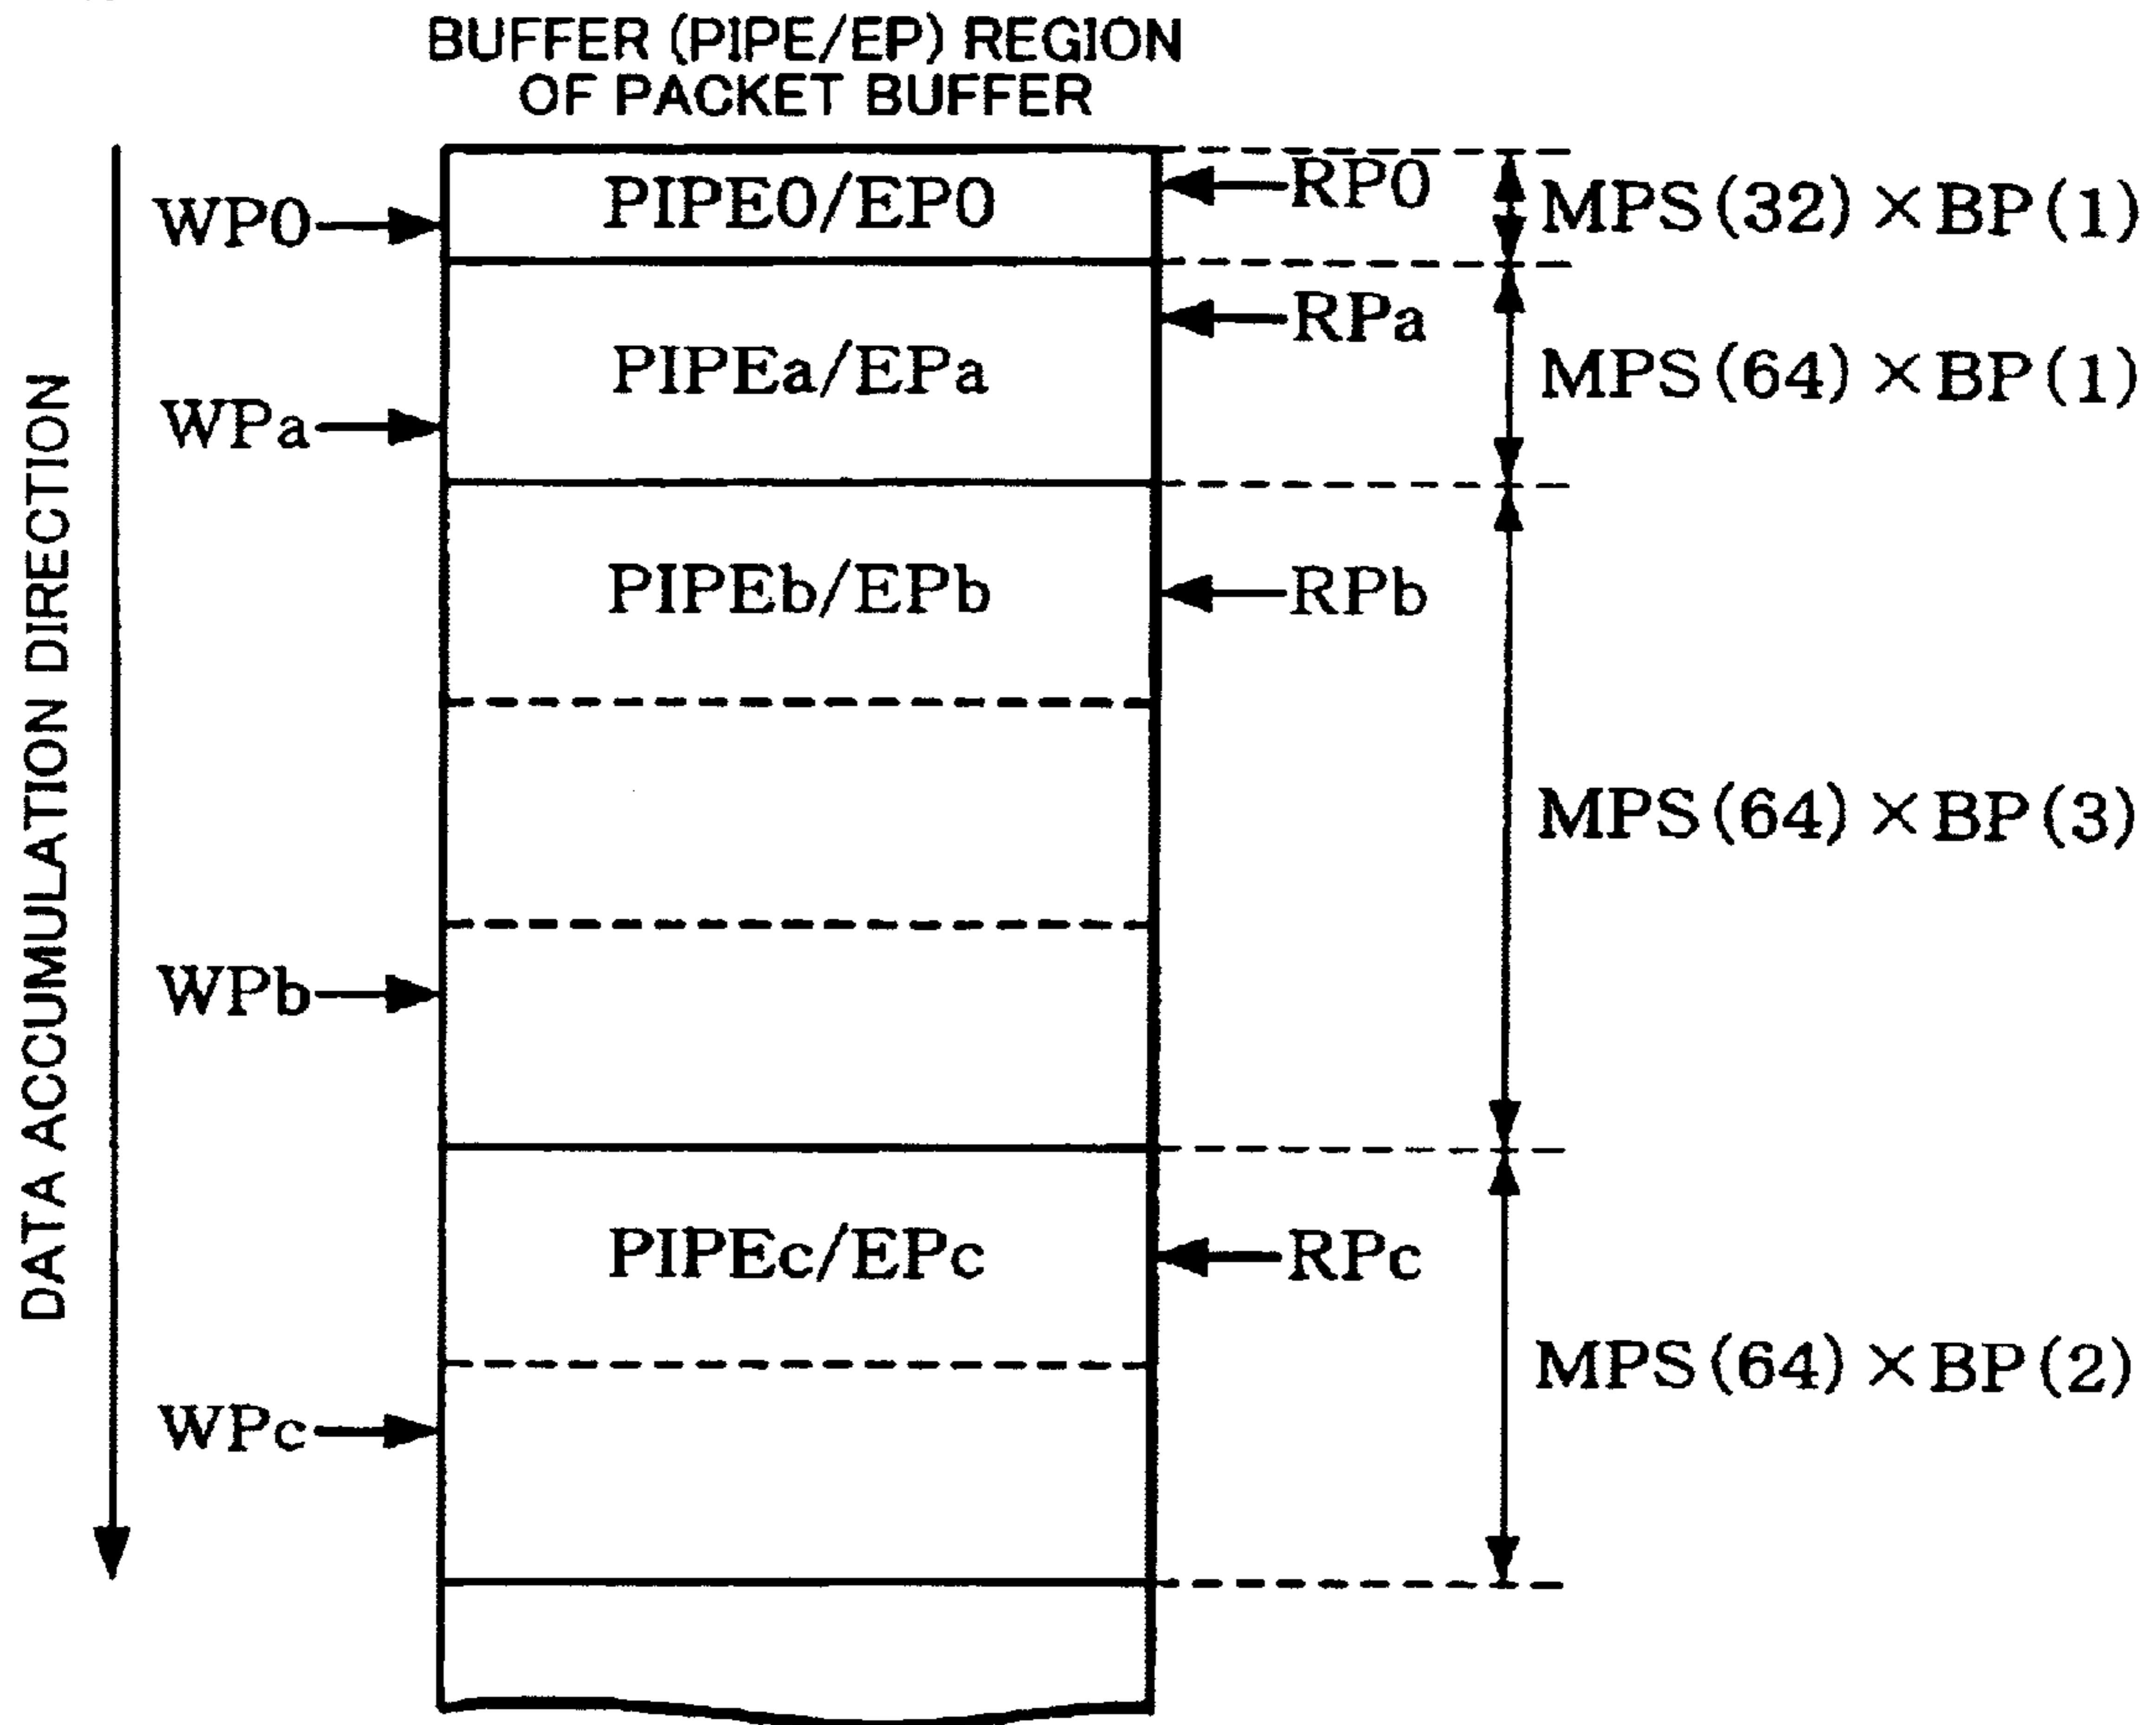 BUFFER (PIPE/EP) REGION
OF PACKET BUFFER
DATA ACCUMULATION DIRECTION
WP0
PIPE0/EP0
RP0
MPS(32)×BP(1)
RPa
PIPEa/EPa
MPS(64)×BP(1)
WPa
PIPEb/EPb
RPb
MPS(64)×BP(3)
WPb
PIPEc/EPc
RPc
MPS(64)×BP(2)
WPc